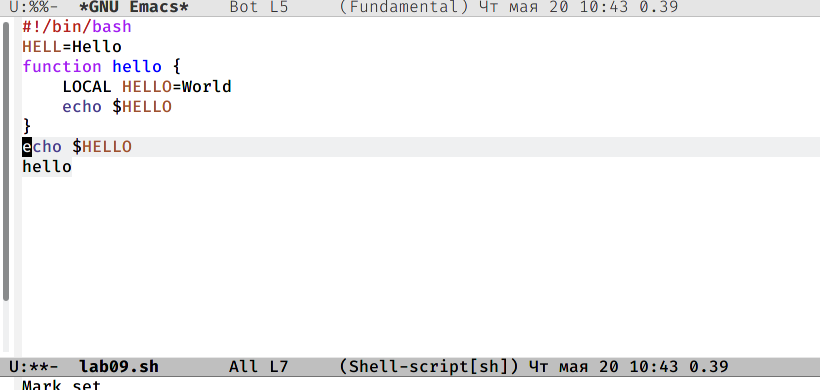 U:%%-  *GNU Emacs*    Bot L5     (Fundamental) Чт мая 20 10:43 0.39
#!/bin/bash
HELL=Hello
function hello {
    LOCAL HELLO=World
    echo $HELLO
}
echo $HELLO
hello
U:**-  lab09.sh       All L7     (Shell-script[sh]) Чт мая 20 10:43 0.39
Mark set